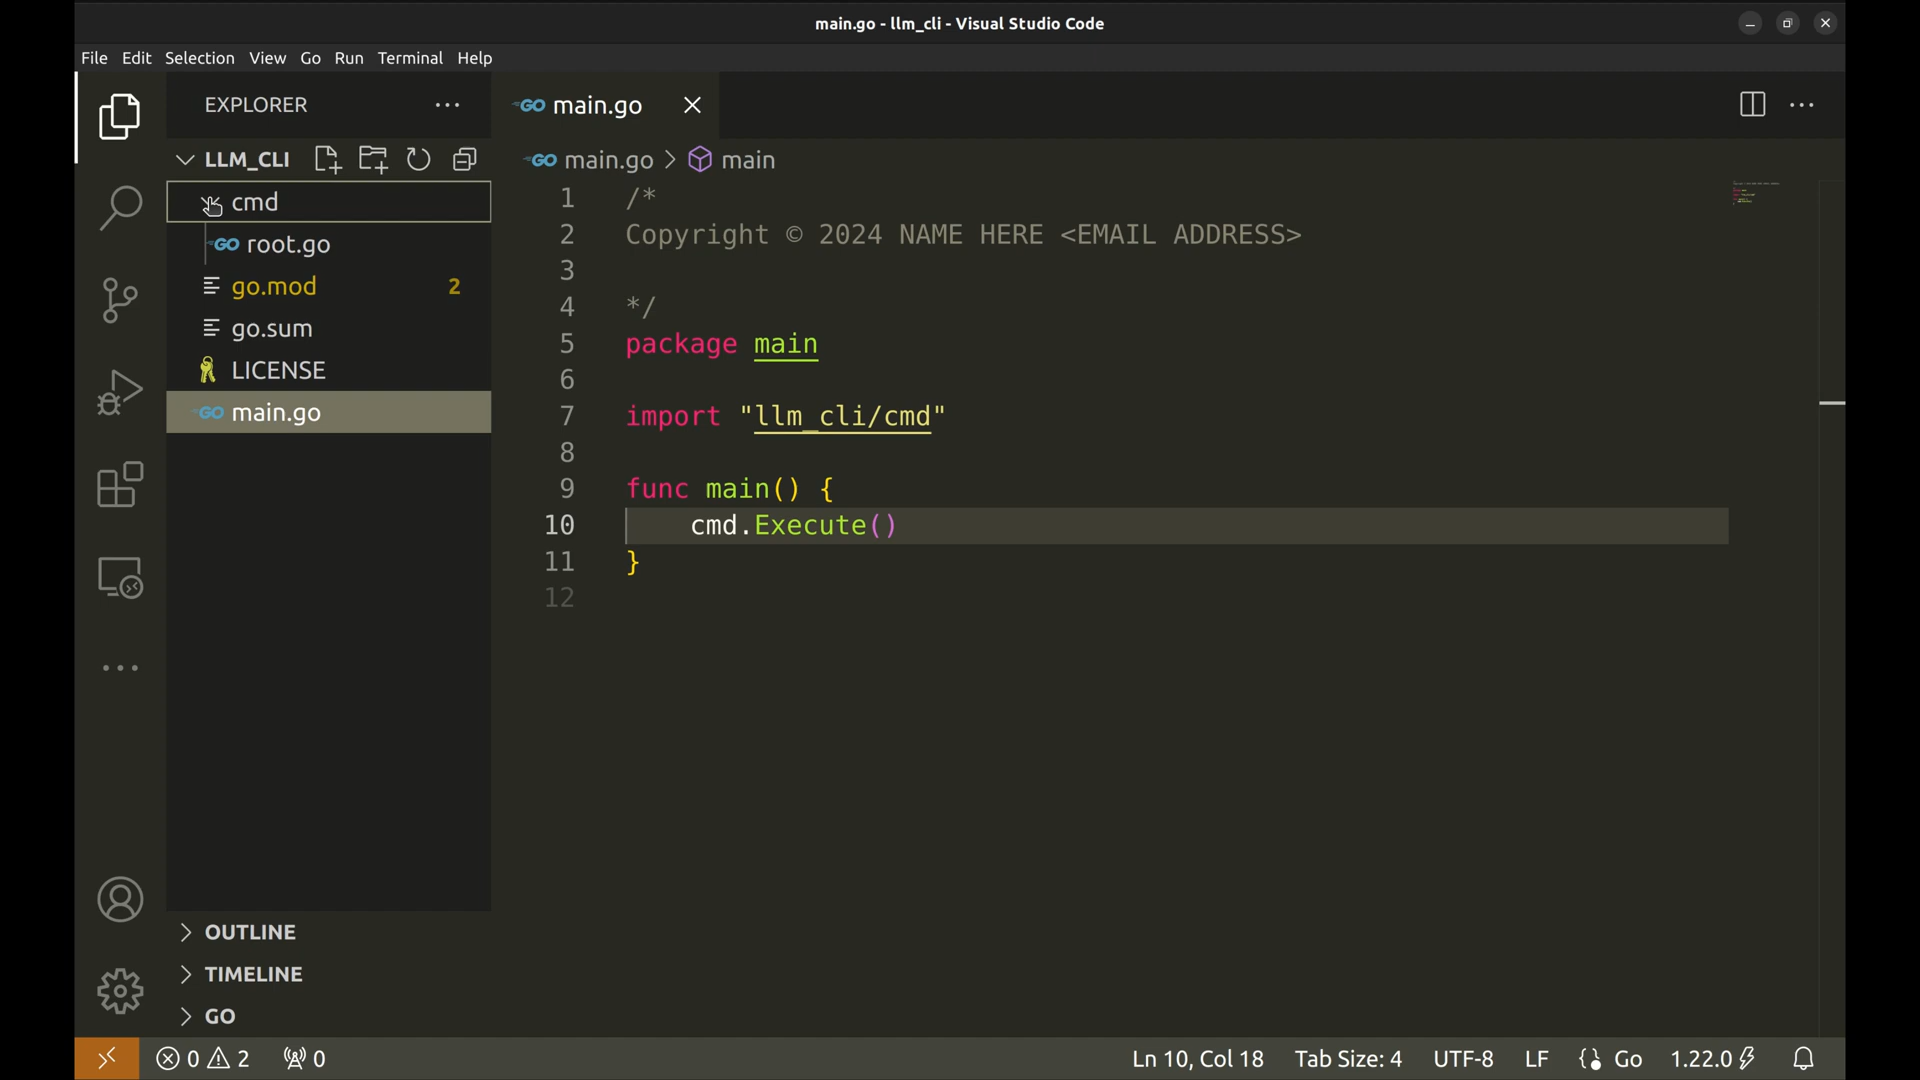 main.go - llm_cli - Visual Studio Code
File Edit Selection View Go Run Terminal Help
EXPLORER
LLM_CLI
cmd
GO root.go
go.mod 2
go.sum
LICENSE
GO main.go
OUTLINE
TIMELINE
GO
GO main.go
GO main.go > main
1 /*
2 Copyright © 2024 NAME HERE <EMAIL ADDRESS>
3
4 */
5 package main
6
7 import "llm_cli/cmd"
8
9 func main() {
10 cmd.Execute()
11 }
12
0 2 0 Ln 10, Col 18 Tab Size: 4 UTF-8 LF Go 1.22.0